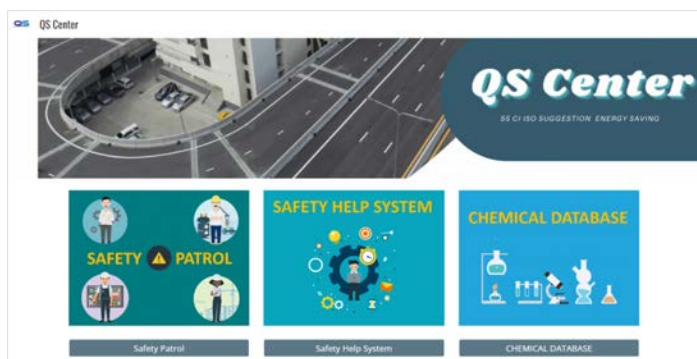 QS QS Center
QS Center
5S CI ISO SUGGESTION ENERGY SAVING
SAFETY PATROL
SAFETY HELP SYSTEM
CHEMICAL DATABASE
Safety Patrol
Safety Help System
CHEMICAL DATABASE